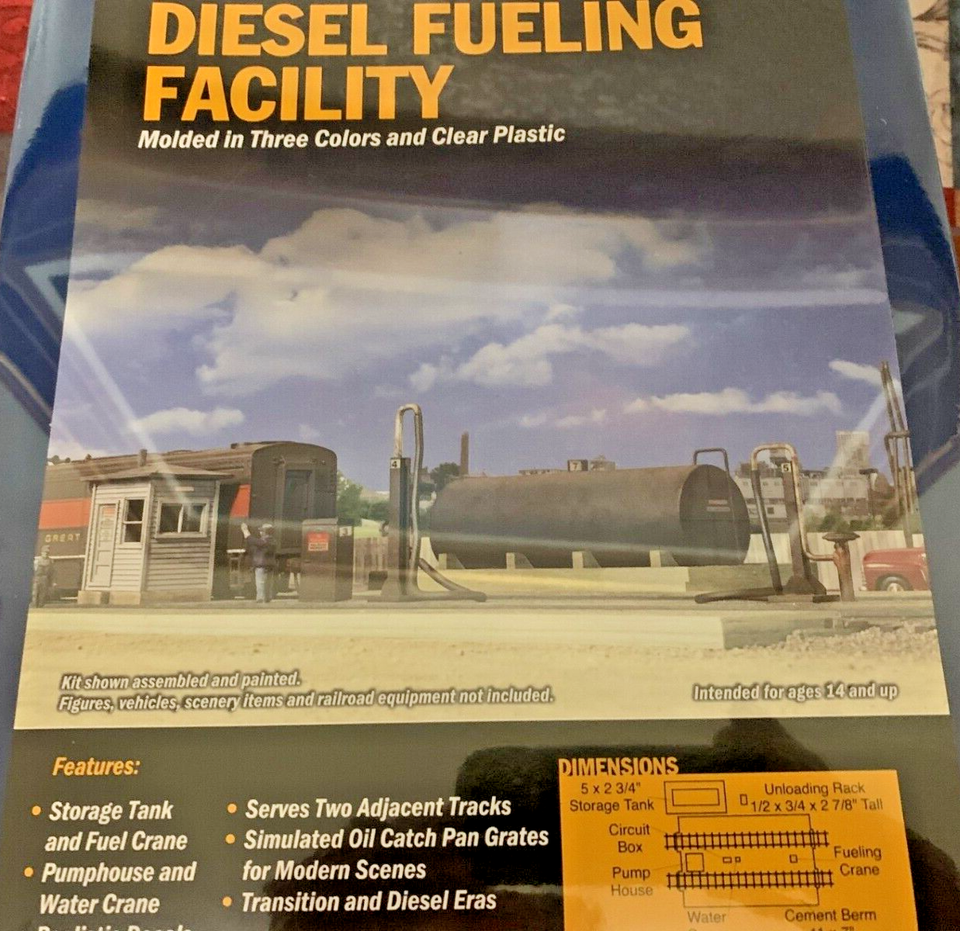 DIESEL FUELING
FACILITY
Molded in Three Colors and Clear Plastic
GREAT
4
3
5
Kit shown assembled and painted.
Figures, vehicles, scenery items and railroad equipment not included.
Intended for ages 14 and up
Features:
• Storage Tank
and Fuel Crane
• Pumphouse and
Water Crane
• Serves Two Adjacent Tracks
• Simulated Oil Catch Pan Grates
for Modern Scenes
• Transition and Diesel Eras
DIMENSIONS
5 x 2 3/4"
Storage Tank
Unloading Rack
1/2 x 3/4 x 2 7/8" Tall
Circuit
Box
Fueling
Crane
Pump
House
Water
Cement Berm